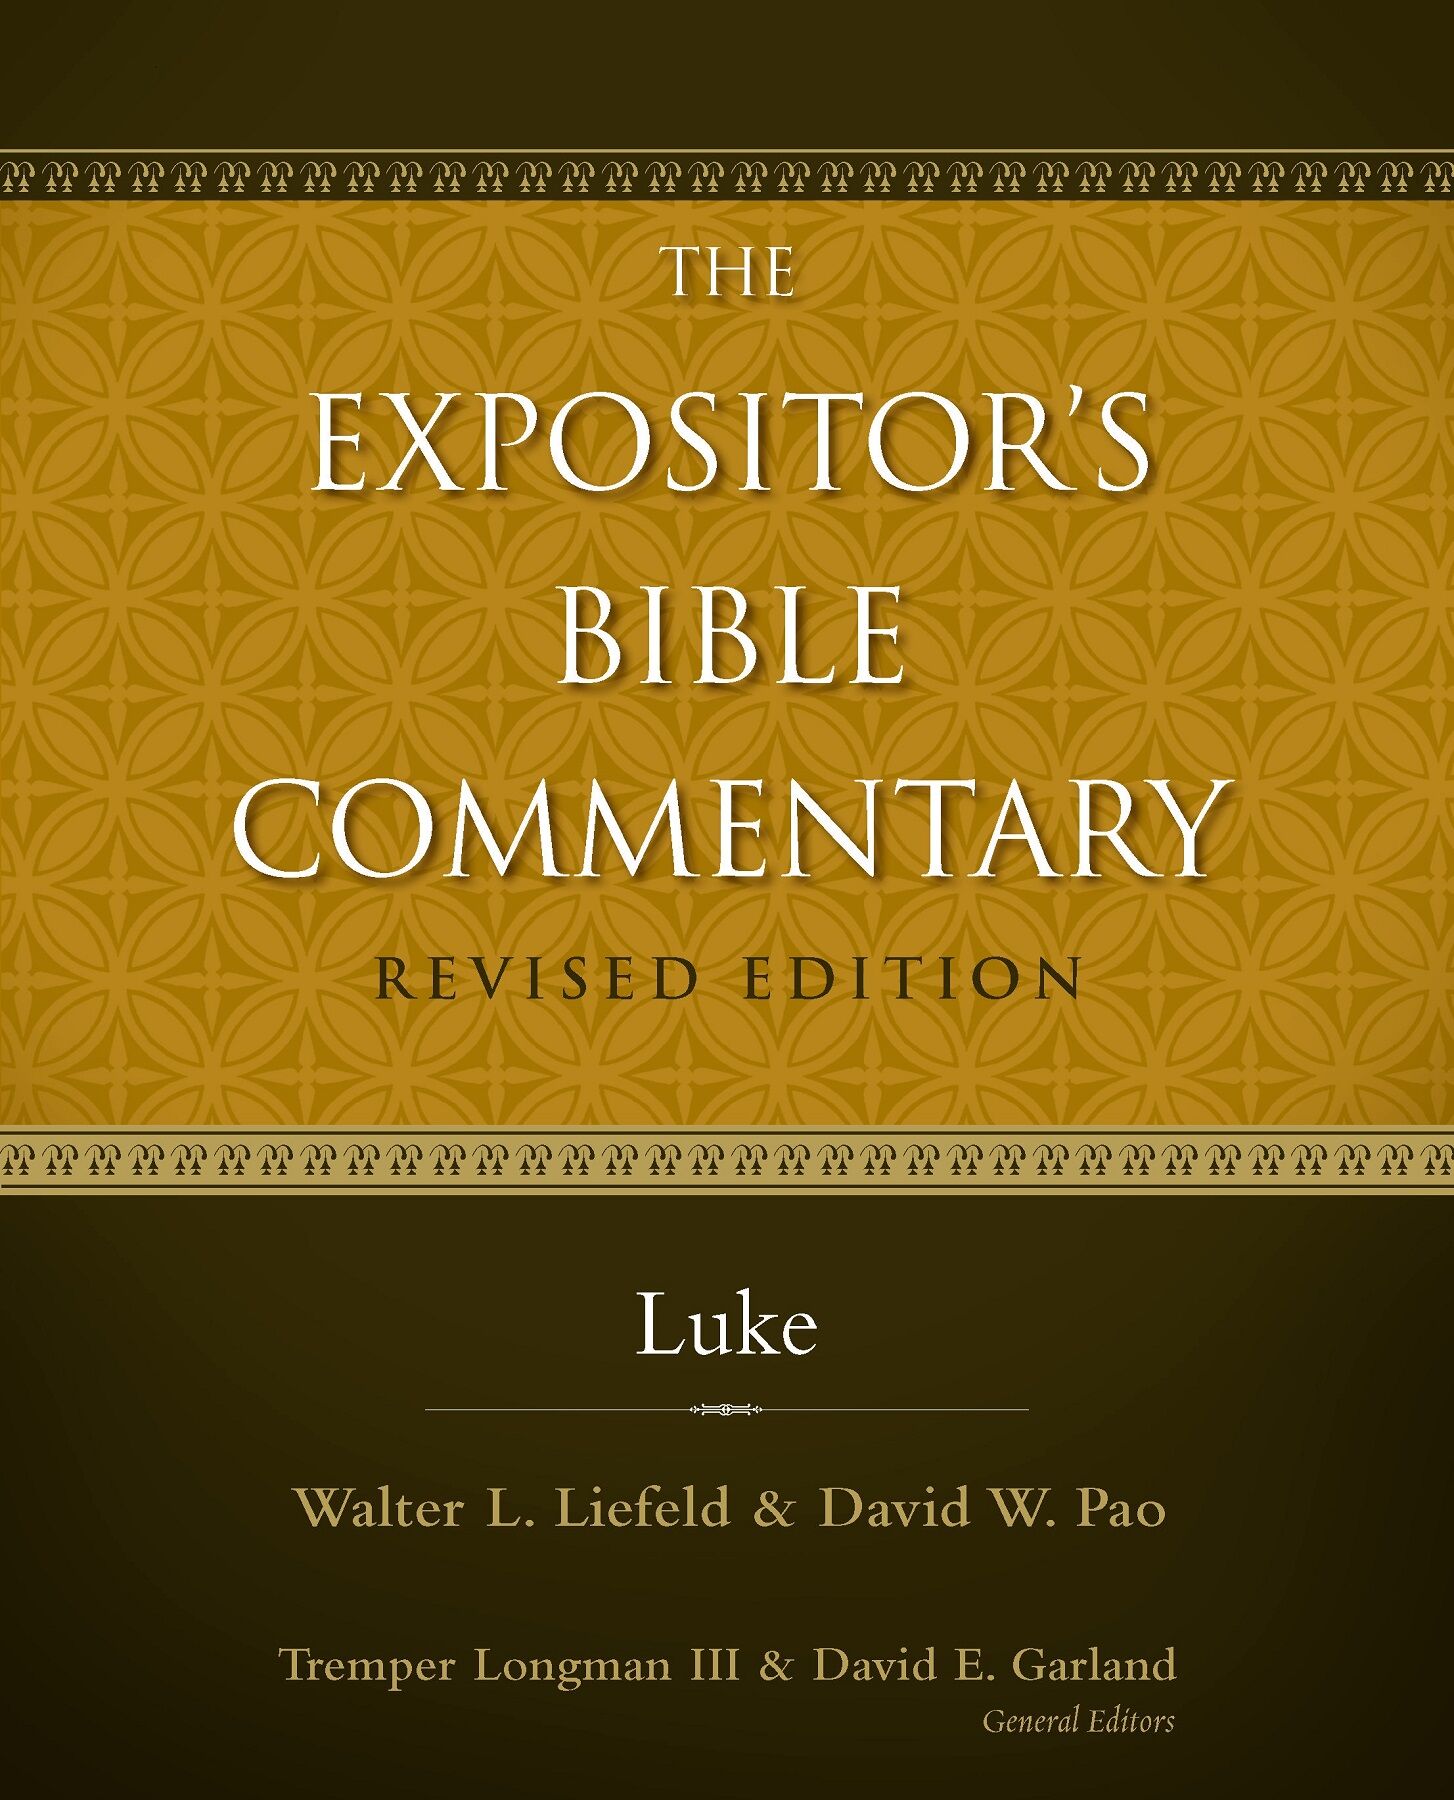 THE
EXPOSITOR'S
BIBLE
COMMENTARY
REVISED EDITION
Luke
Walter L. Liefeld & David W. Pao
Tremper Longman III & David E. Garland
General Editors